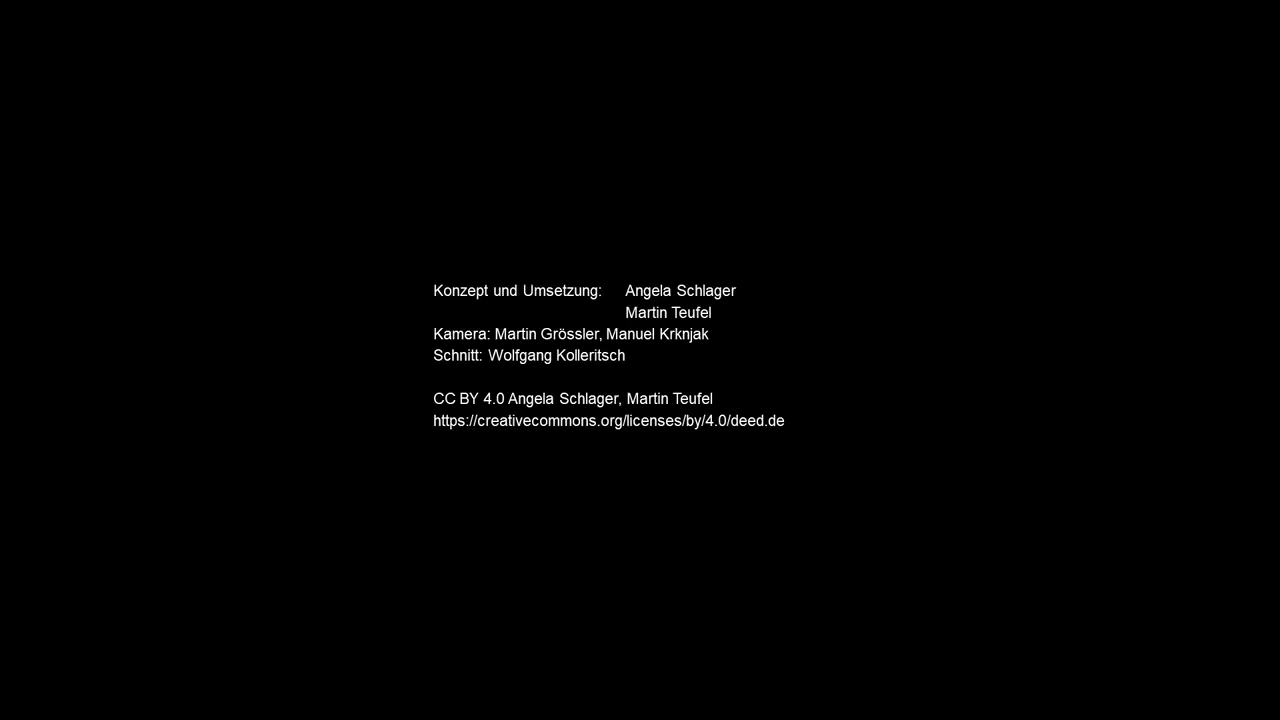 Konzept und Umsetzung: Angela Schlager
Martin Teufel
Kamera: Martin Grössler, Manuel Krknjak
Schnitt: Wolfgang Kolleritsch
CC BY 4.0 Angela Schlager, Martin Teufel
https://creativecommons.org/licenses/by/4.0/deed.de